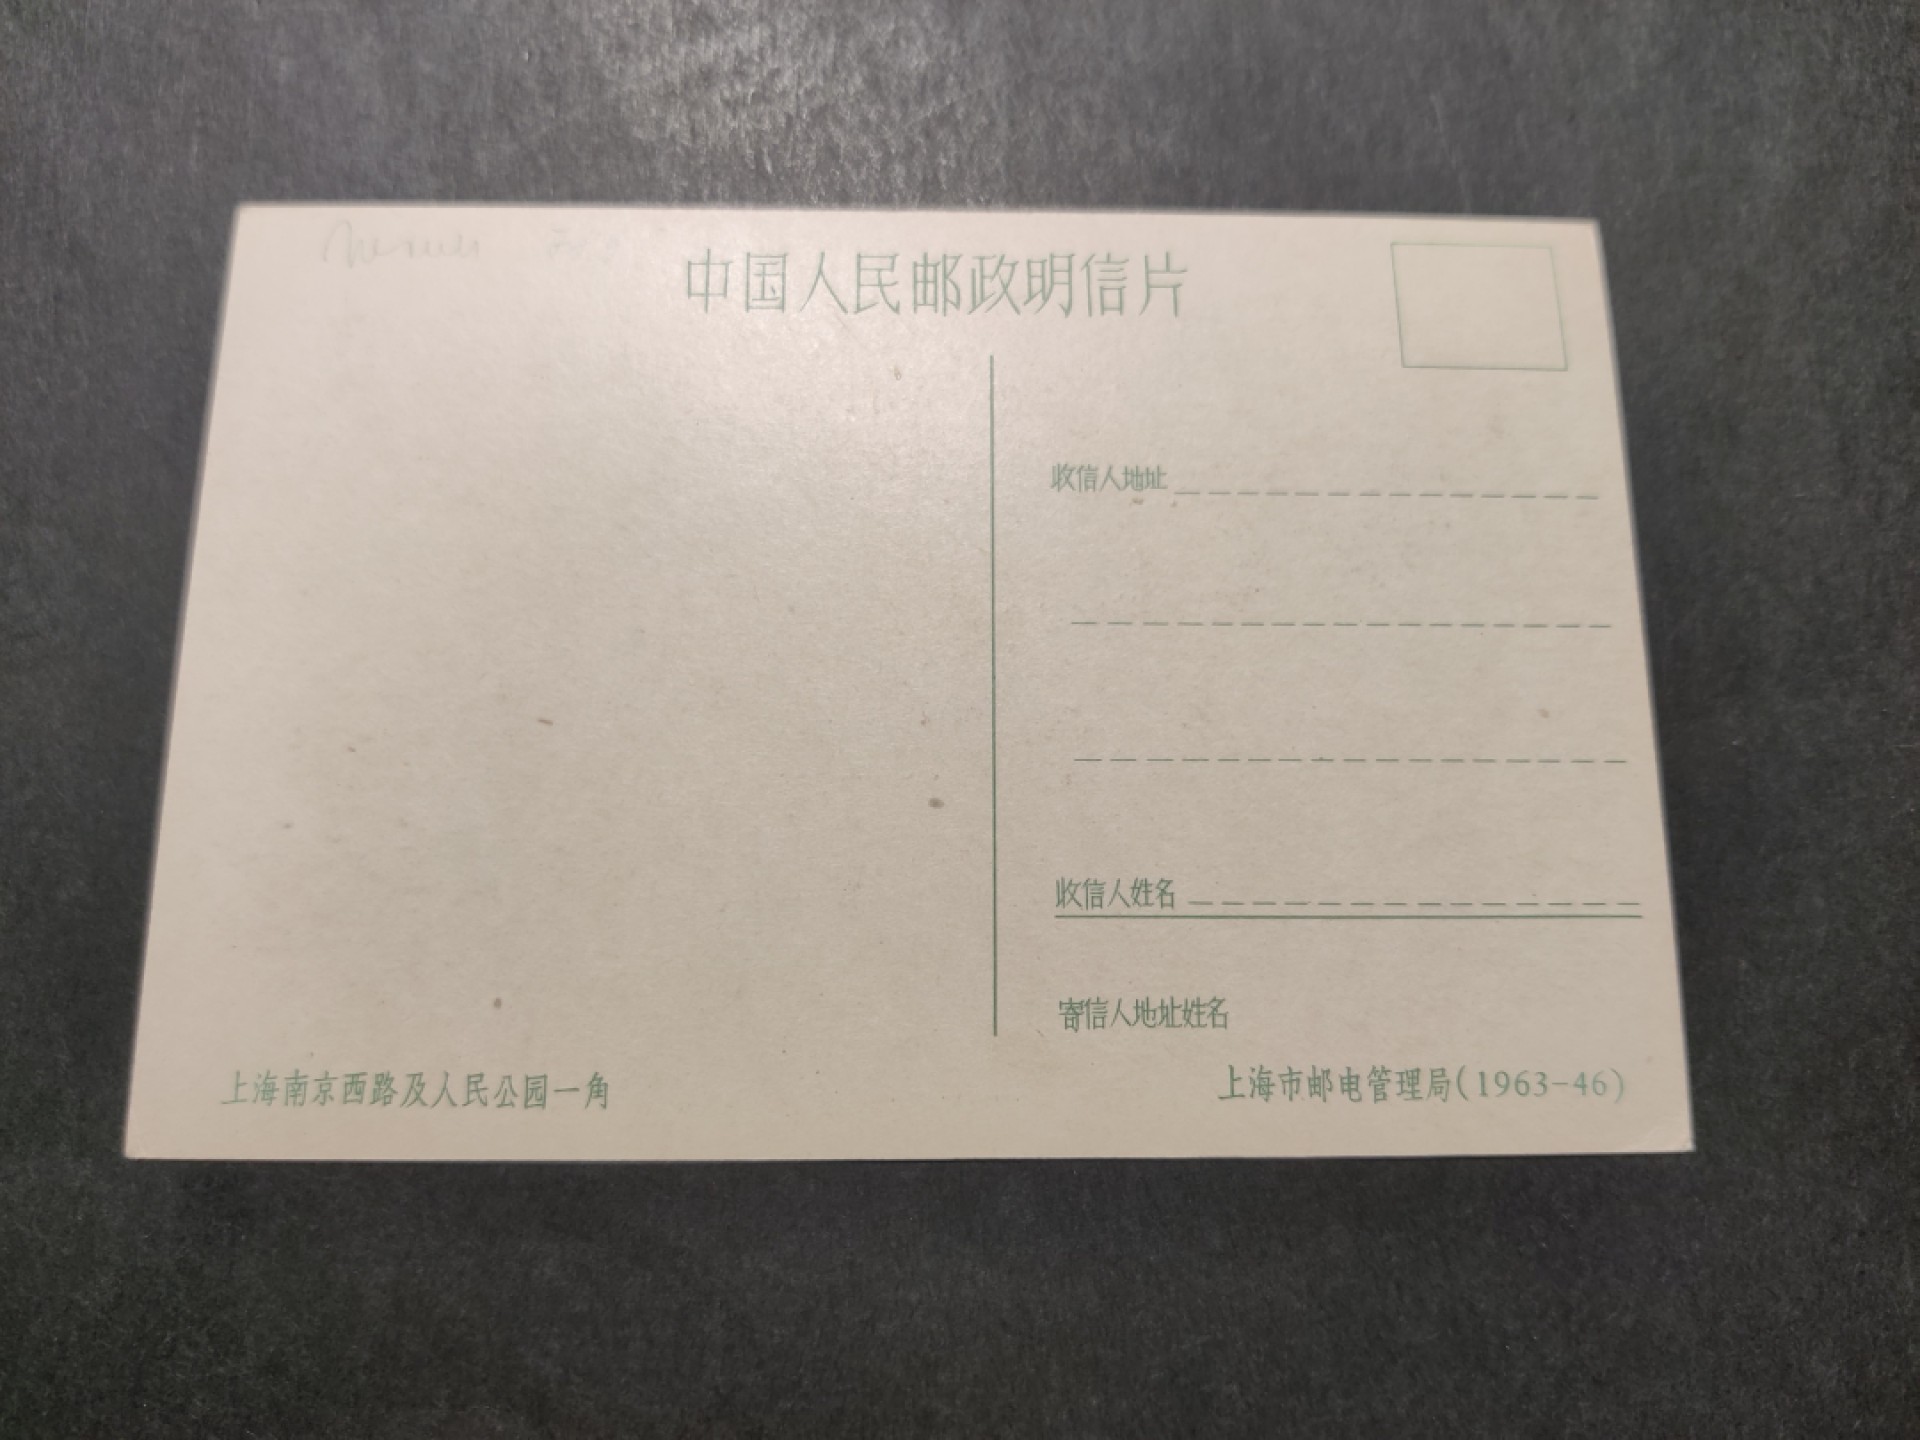 中国人民邮政明信片
收信人地址
收信人姓名
寄信人地址姓名
上海南京西路及人民公园一角
上海市邮电管理局(1963-46)